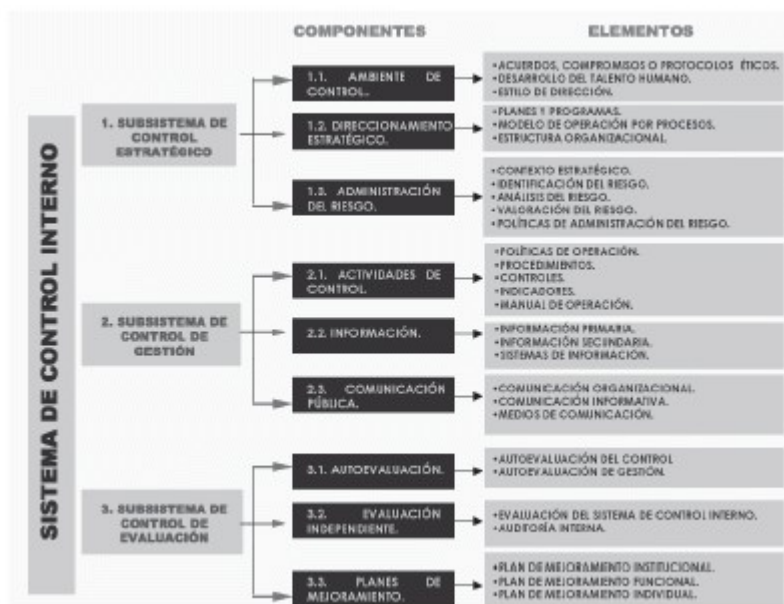 COMPONENTES
ELEMENTOS
SISTEMA DE CONTROL INTERNO
1. SUBSISTEMA DE
CONTROL
ESTRATÉGICO
1.1. AMBIENTE DE
CONTROL.
•ACUERDOS, COMPROMISOS O PROTOCOLOS ÉTICOS.
•DESARROLLO DEL TALENTO HUMANO.
•ESTILO DE DIRECCIÓN.
1.2. DIRECCIONAMIENTO
ESTRATÉGICO.
•PLANES Y PROGRAMAS.
•MODELO DE OPERACIÓN POR PROCESOS.
•ESTRUCTURA ORGANIZACIONAL.
1.3. ADMINISTRACIÓN
DEL RIESGO.
•CONTEXTO ESTRATÉGICO.
•IDENTIFICACIÓN DEL RIESGO.
•ANÁLISIS DEL RIESGO.
•VALORACIÓN DEL RIESGO.
•POLÍTICAS DE ADMINISTRACIÓN DEL RIESGO.
2. SUBSISTEMA DE
CONTROL DE
GESTIÓN
2.1. ACTIVIDADES DE
CONTROL.
•POLÍTICAS DE OPERACIÓN.
•PROCEDIMIENTOS.
•CONTROLES.
•INDICADORES.
•MANUAL DE OPERACIÓN.
2.2. INFORMACIÓN.
•INFORMACIÓN PRIMARIA.
•INFORMACIÓN SECUNDARIA.
•SISTEMAS DE INFORMACIÓN.
2.3. COMUNICACIÓN
PÚBLICA.
•COMUNICACIÓN ORGANIZACIONAL.
•COMUNICACIÓN INFORMATIVA.
•MEDIOS DE COMUNICACIÓN.
3. SUBSISTEMA DE
CONTROL DE
EVALUACIÓN
3.1. AUTOEVALUACIÓN.
•AUTOEVALUACIÓN DEL CONTROL
•AUTOEVALUACIÓN DE GESTIÓN.
3.2. EVALUACIÓN
INDEPENDIENTE.
•EVALUACIÓN DEL SISTEMA DE CONTROL INTERNO.
•AUDITORÍA INTERNA.
3.3. PLANES DE
MEJORAMIENTO.
•PLAN DE MEJORAMIENTO INSTITUCIONAL.
•PLAN DE MEJORAMIENTO FUNCIONAL.
•PLAN DE MEJORAMIENTO INDIVIDUAL.